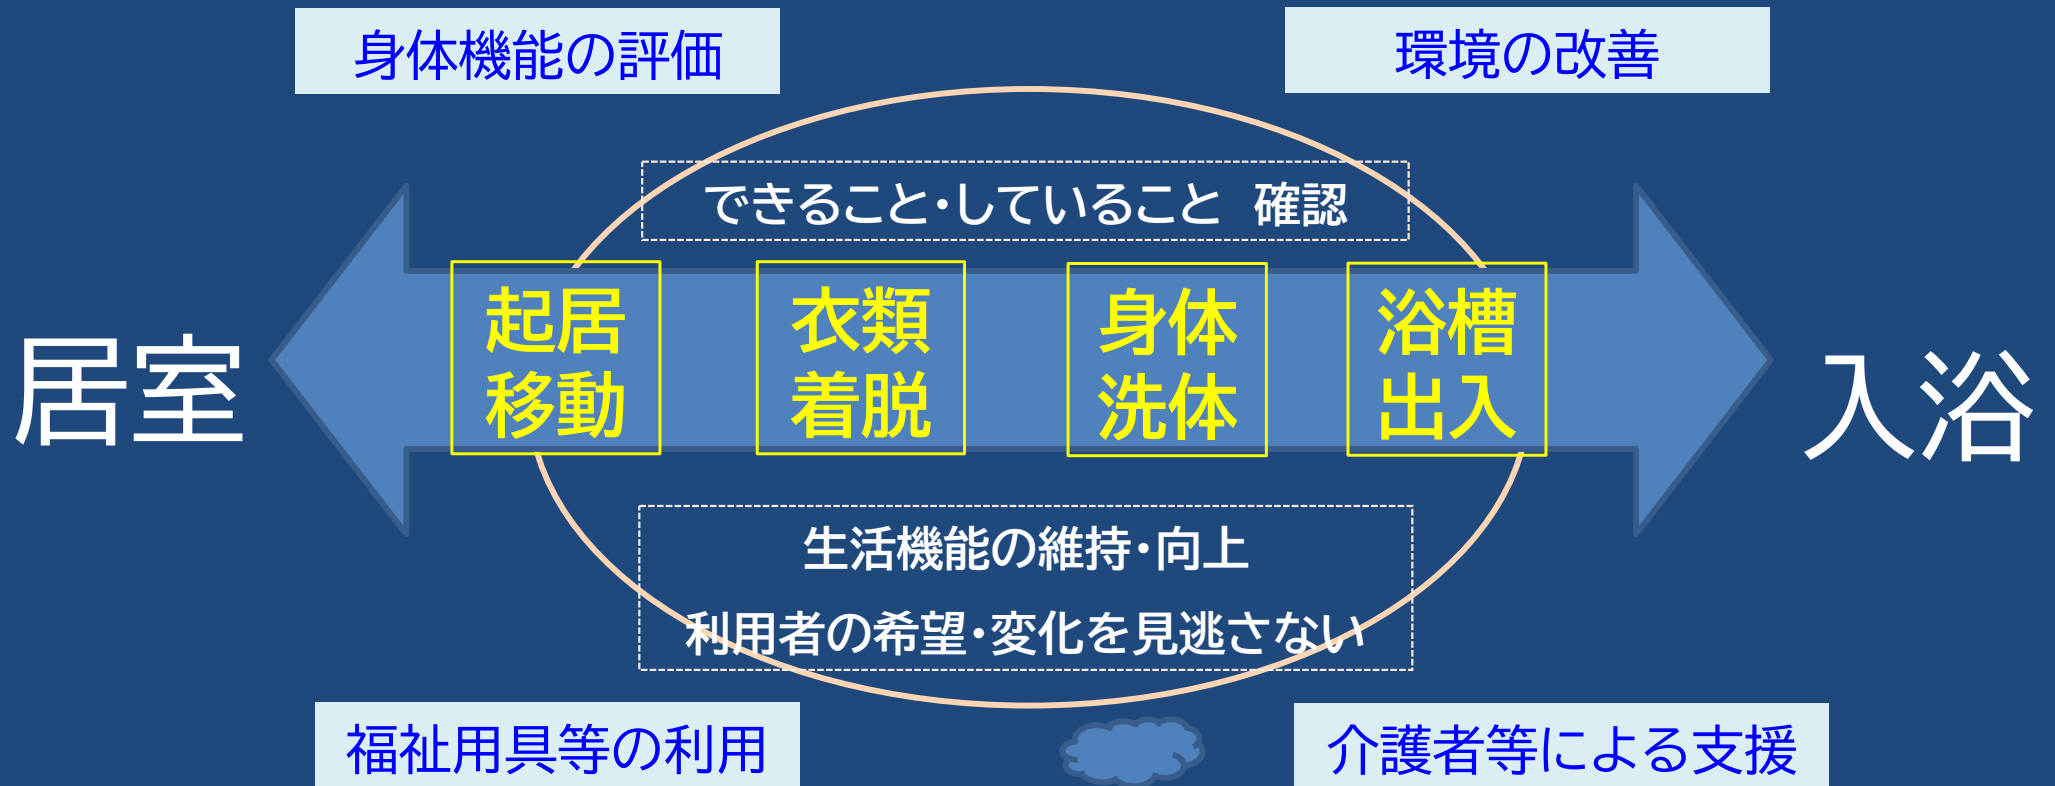 身体機能の評価
環境の改善
できること・していること　確認
居室
起居
移動
衣類
着脱
身体
洗体
浴槽
出入
入浴
生活機能の維持・向上
利用者の希望・変化を見逃さない
福祉用具等の利用
介護者等による支援